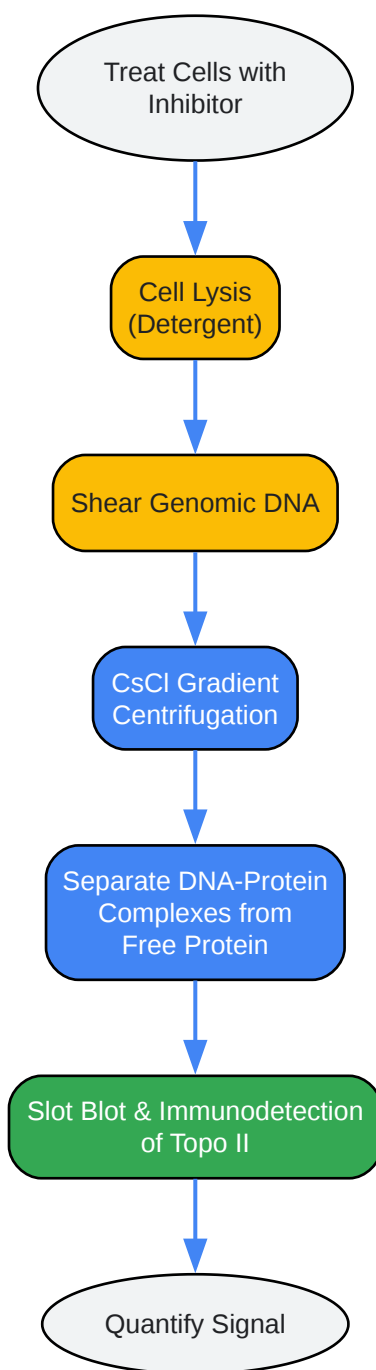 Treat Cells with
Inhibitor
Cell Lysis
(Detergent)
Shear Genomic DNA
CsCl Gradient
Centrifugation
Separate DNA-Protein
Complexes from
Free Protein
Slot Blot & Immunodetection
of Topo II
Quantify Signal